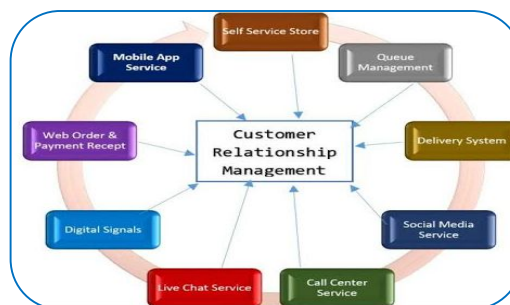 Self Service Store
Mobile App
Service
Queue
Management
Customer
Relationship
Management
Web Order &
Payment Recept
Delivery System
Digital Signals
Social Media
Service
Live Chat Service
Call Center
Service